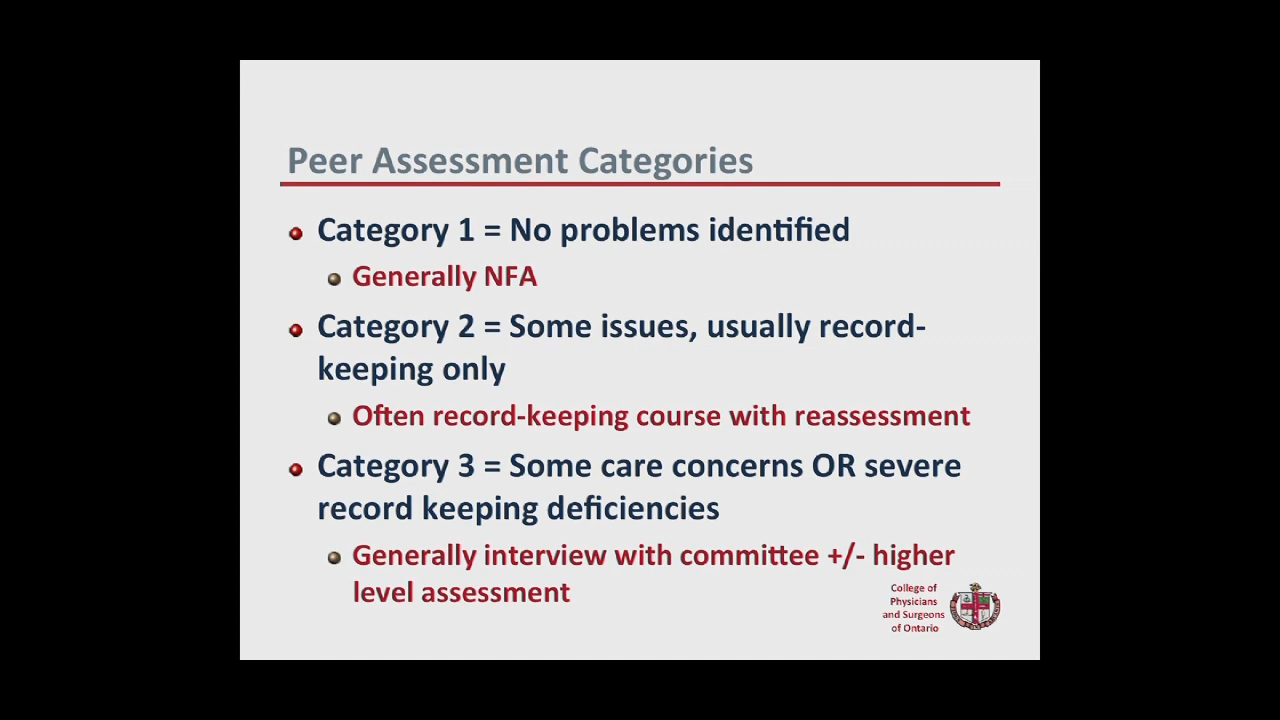 Peer Assessment Categories
Category 1 = No problems identified
Generally NFA
Category 2 = Some issues, usually record-
keeping only
Often record-keeping course with reassessment
Category 3 = Some care concerns OR severe
record keeping deficiencies
Generally interview with committee +/- higher
level assessment
College of
Physicians
and Surgeons
of Ontario